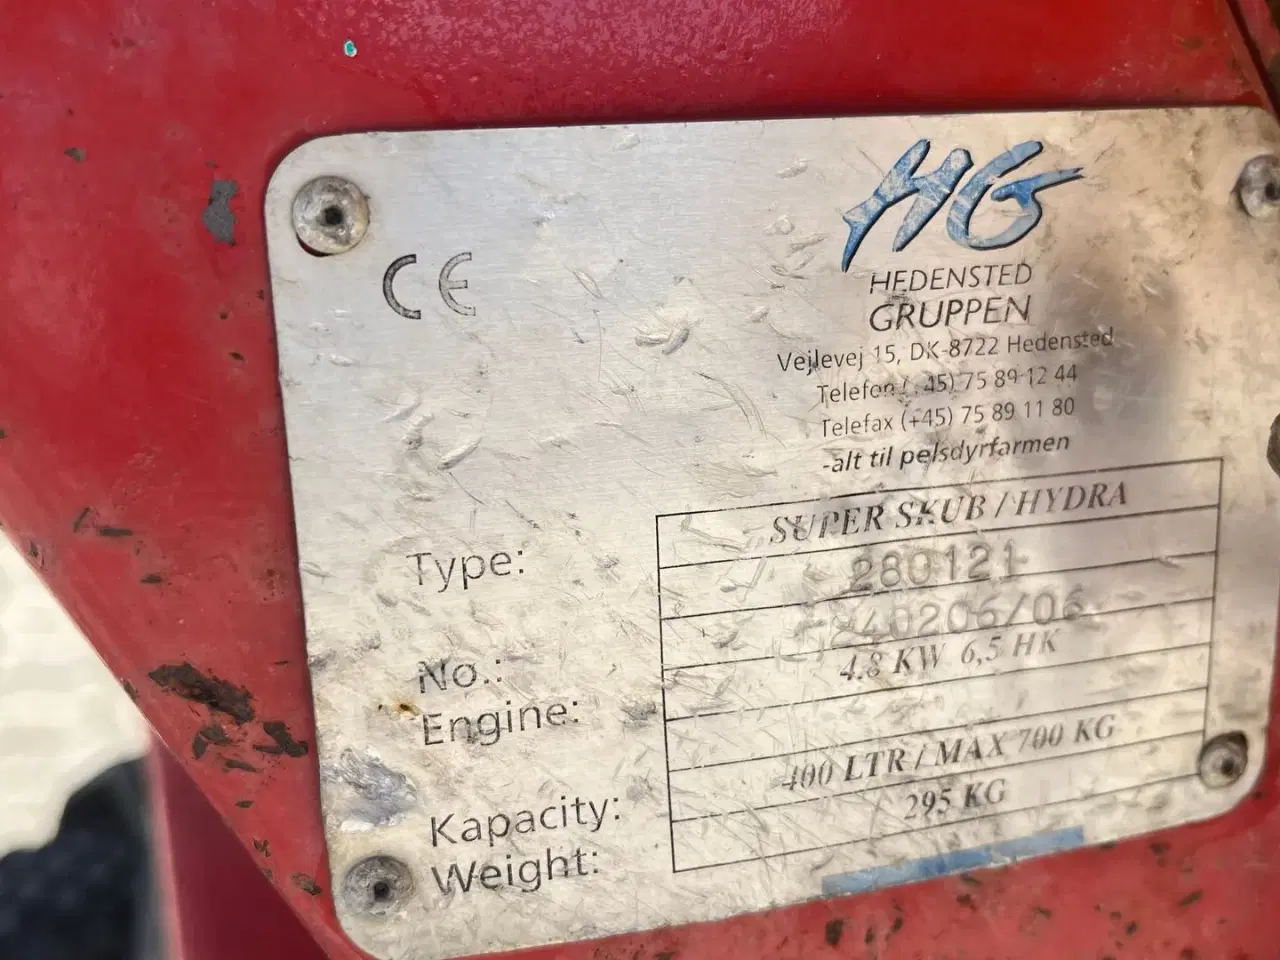 CE
HG
HEDENSTED
GRUPPEN
Vejlevej 15, DK-8722 Hedensted
Telefon (+45) 75 89 12 44
Telefax (+45) 75 89 11 80
-alt til pelsdyrfarmen
Type: SUPER SKUB / HYDRA
280121
No.: 240206/06
Engine: 4.8 KW 6,5 HK
Kapacity: 400 LTR / MAX 700 KG
Weight: 295 KG